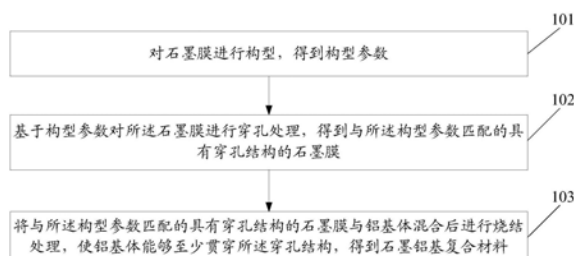 101
对石墨膜进行构型，得到构型参数
102
基于构型参数对所述石墨膜进行穿孔处理，得到与所述构型参数匹配的具
有穿孔结构的石墨膜
103
将与所述构型参数匹配的具有穿孔结构的石墨膜与铝基体混合后进行烧结
处理，使铝基体能够至少贯穿所述穿孔结构，得到石墨铝基复合材料